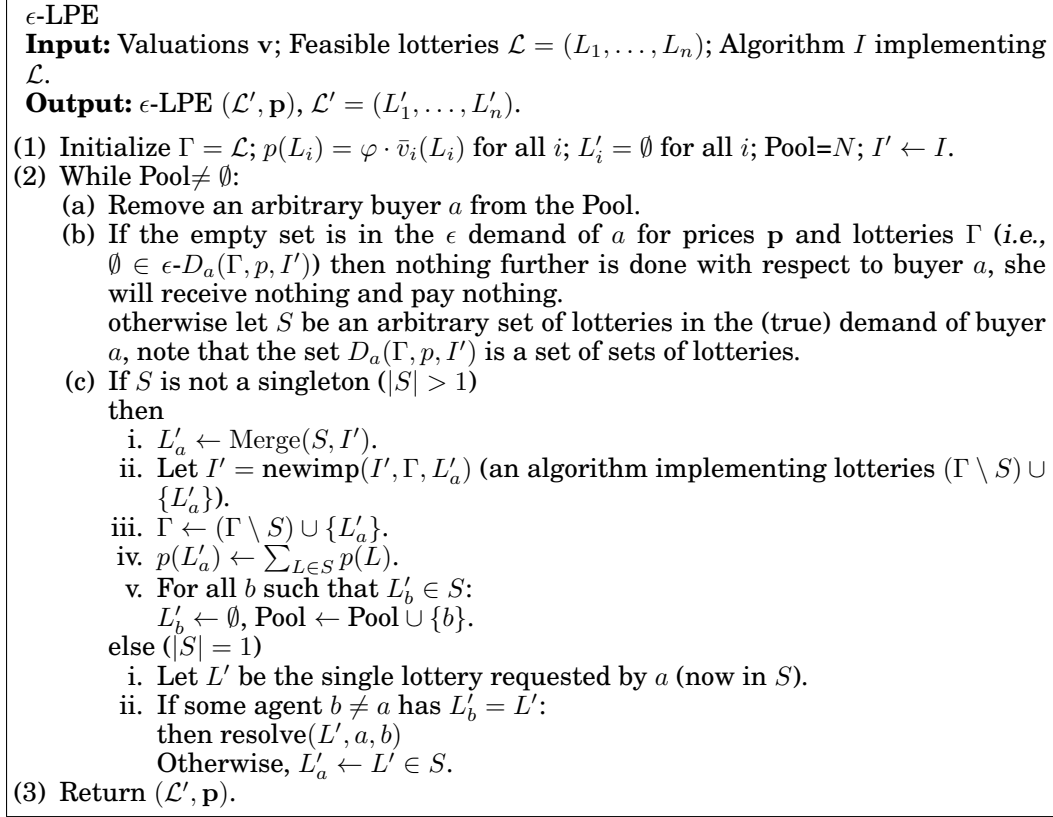 ϵ-LPE
Input: Valuations v; Feasible lotteries ℒ = (L₁, …, Lₙ); Algorithm I implementing
ℒ.
Output: ϵ-LPE (ℒ′, p), ℒ′ = (L′₁, …, L′ₙ).
(1) Initialize Γ = ℒ; p(Lᵢ) = φ · v̄ᵢ(Lᵢ) for all i; L′ᵢ = ∅ for all i; Pool=N; I′ ← I.
(2) While Pool≠ ∅:
(a) Remove an arbitrary buyer a from the Pool.
(b) If the empty set is in the ϵ demand of a for prices p and lotteries Γ (i.e.,
∅ ∈ ϵ-Dₐ(Γ, p, I′)) then nothing further is done with respect to buyer a, she
will receive nothing and pay nothing.
otherwise let S be an arbitrary set of lotteries in the (true) demand of buyer
a, note that the set Dₐ(Γ, p, I′) is a set of sets of lotteries.
(c) If S is not a singleton (|S| > 1)
then
i. L′ₐ ← Merge(S, I′).
ii. Let I′ = newimp(I′, Γ, L′ₐ) (an algorithm implementing lotteries (Γ \ S) ∪
{L′ₐ}).
iii. Γ ← (Γ \ S) ∪ {L′ₐ}.
iv. p(L′ₐ) ← ∑_{L∈S} p(L).
v. For all b such that L′_b ∈ S:
L′_b ← ∅, Pool ← Pool ∪ {b}.
else (|S| = 1)
i. Let L′ be the single lottery requested by a (now in S).
ii. If some agent b ≠ a has L′_b = L′:
then resolve(L′, a, b)
Otherwise, L′ₐ ← L′ ∈ S.
(3) Return (ℒ′, p).